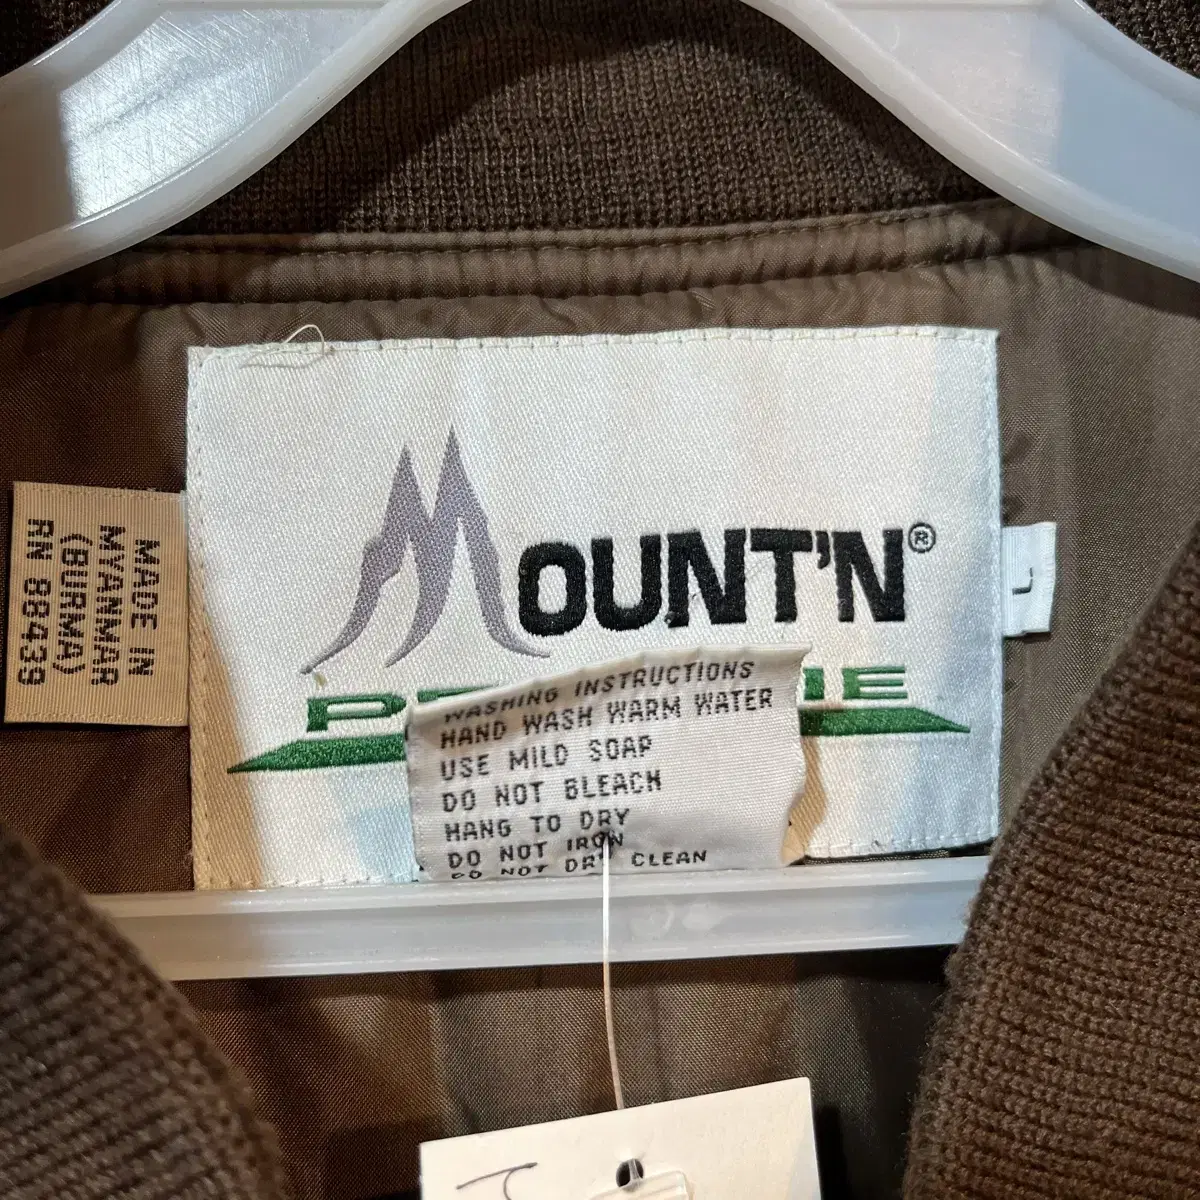 MOUNT'N®
MADE IN
MYANMAR
(BURMA)
RN 88439
L
WASHING INSTRUCTIONS
HAND WASH WARM WATER
USE MILD SOAP
DO NOT BLEACH
HANG TO DRY
DO NOT IRON
DO NOT DRY CLEAN